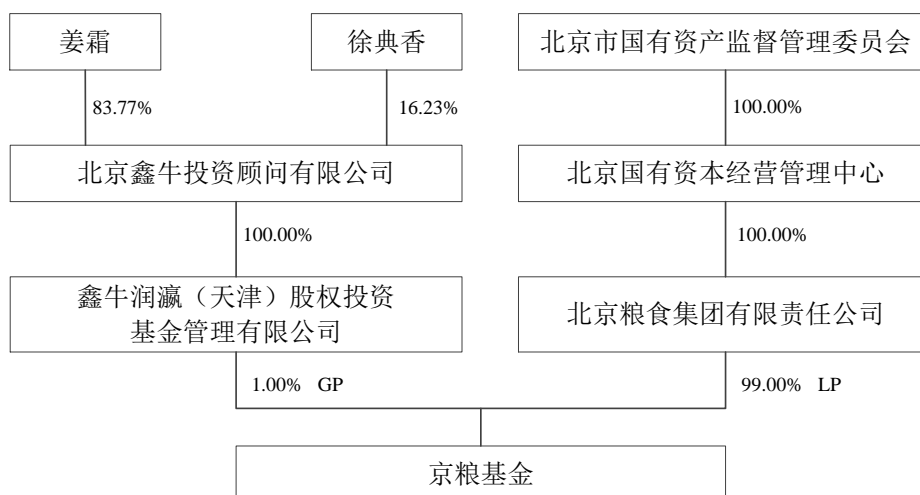 姜霜
徐典香
北京市国有资产监督管理委员会
83.77%
16.23%
100.00%
北京鑫牛投资顾问有限公司
北京国有资本经营管理中心
100.00%
100.00%
鑫牛润瀛（天津）股权投资
基金管理有限公司
北京粮食集团有限责任公司
1.00% GP
99.00% LP
京粮基金